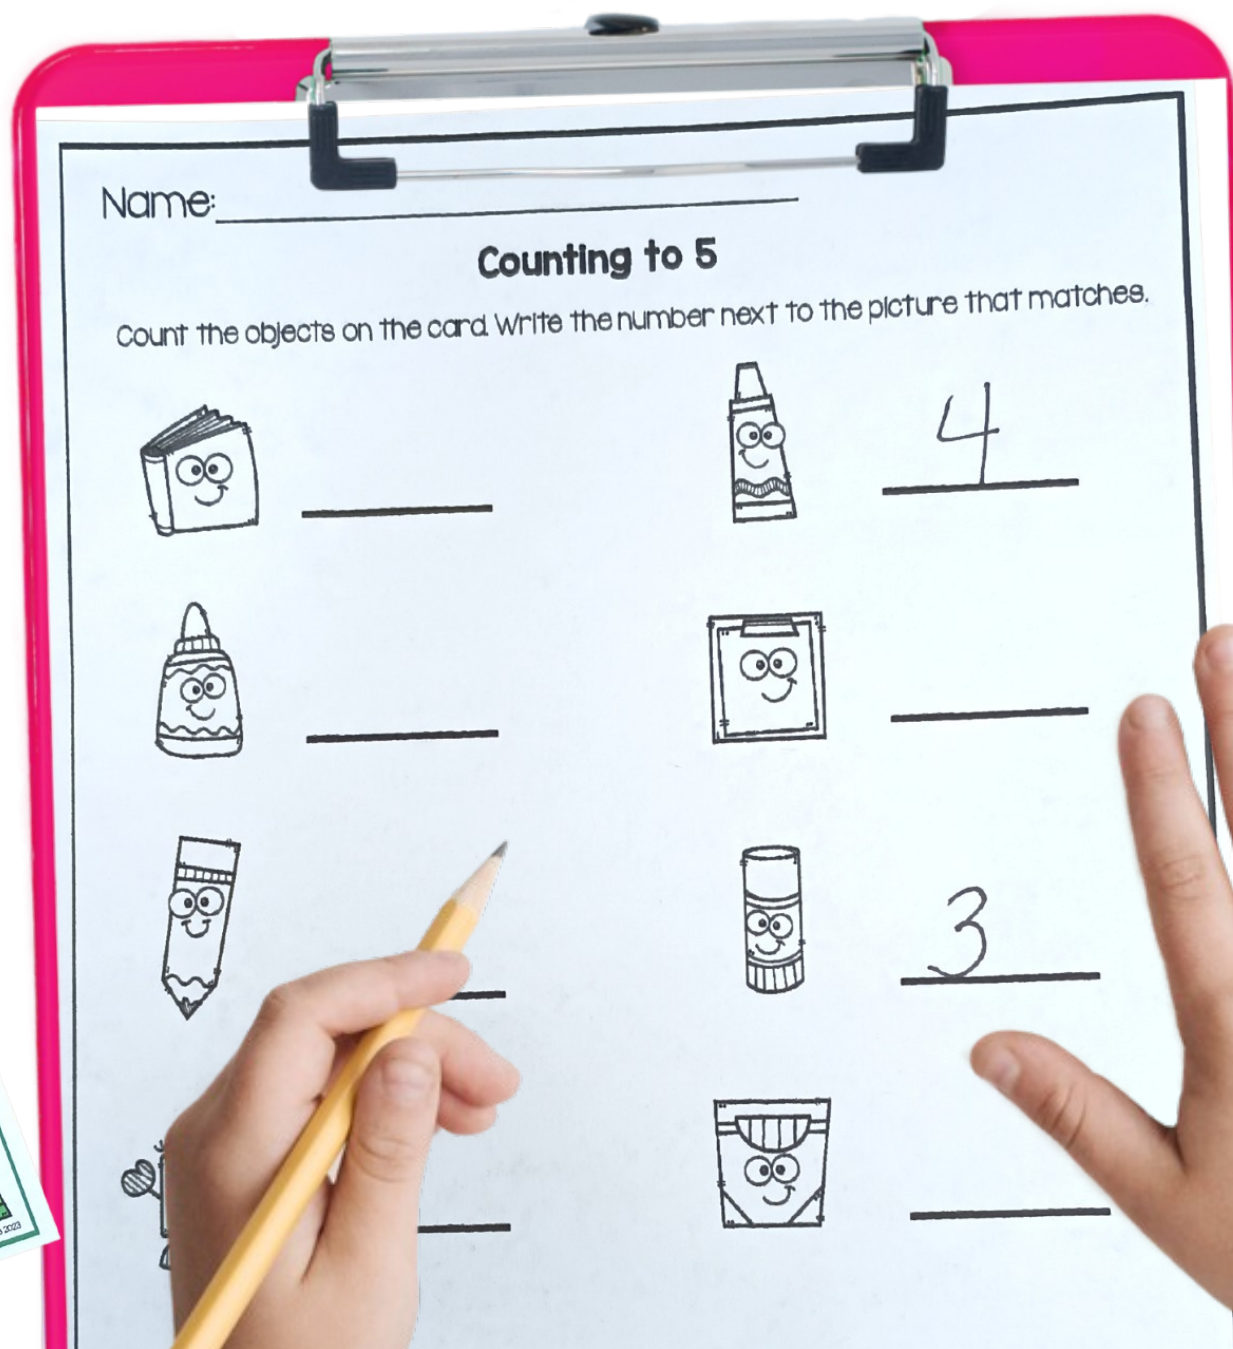 Name:
Counting to 5
Count the objects on the card. Write the number next to the picture that matches.
4
3
2023